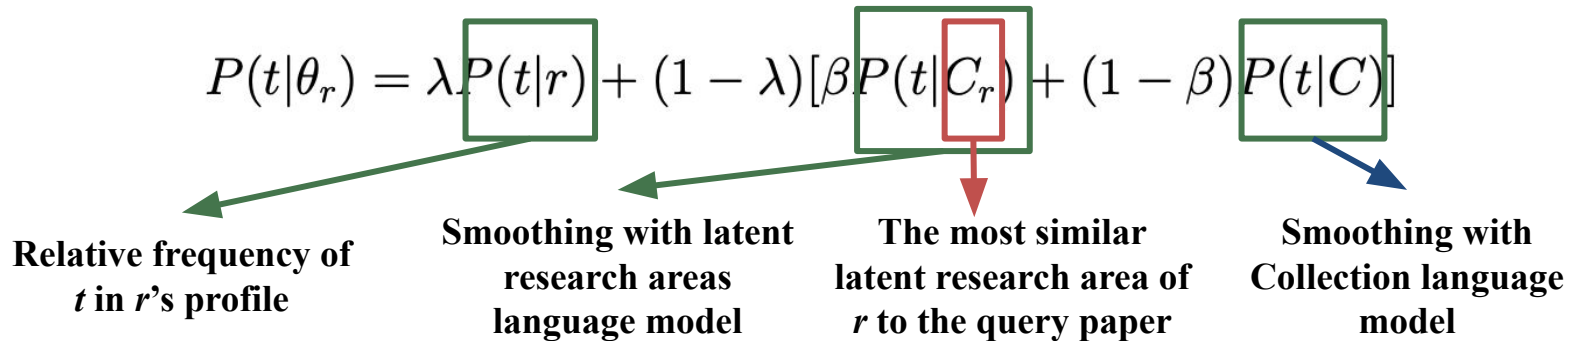 P(t|θ_r) = λP(t|r) + (1 − λ)[βP(t|C_r) + (1 − β)P(t|C)]
Relative frequency of
t in r’s profile
Smoothing with latent
research areas
language model
The most similar
latent research area of
r to the query paper
Smoothing with
Collection language
model